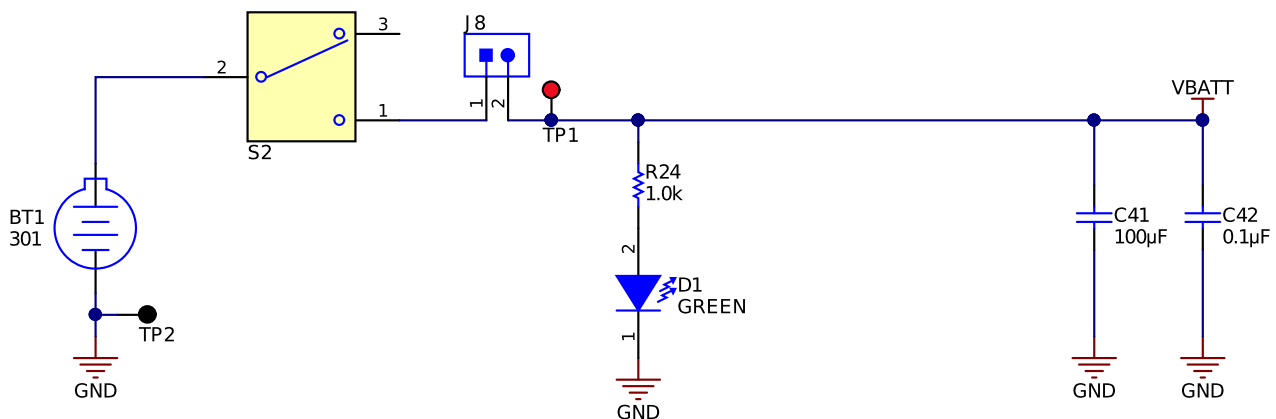 J8
3
2
1
S2
1
2
TP1
VBATT
R24
1.0k
BT1
301
C41
100µF
C42
0.1µF
2
D1
GREEN
1
TP2
GND
GND
GND
GND